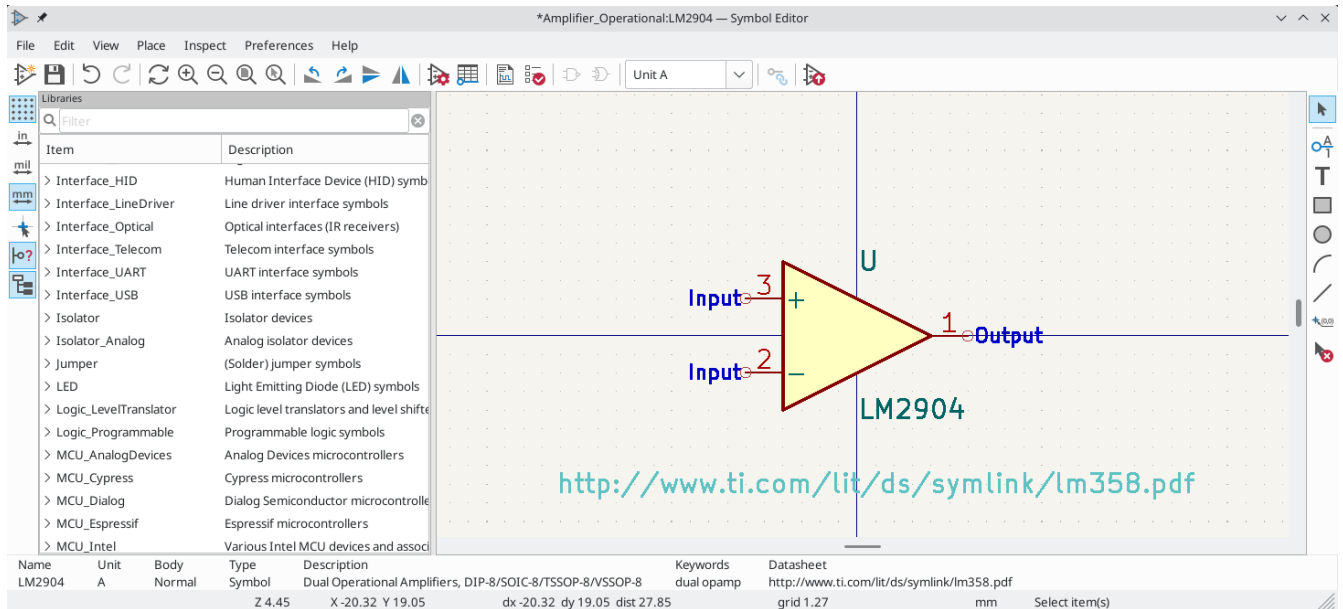 *Amplifier_Operational:LM2904 — Symbol Editor
File Edit View Place Inspect Preferences Help
Unit A
Libraries
Filter
in
mil
mm
Item Description
Interface_HID Human Interface Device (HID) symb
Interface_LineDriver Line driver interface symbols
Interface_Optical Optical interfaces (IR receivers)
Interface_Telecom Telecom interface symbols
Interface_UART UART interface symbols
Interface_USB USB interface symbols
Isolator Isolator devices
Isolator_Analog Analog isolator devices
Jumper (Solder) jumper symbols
LED Light Emitting Diode (LED) symbols
Logic_LevelTranslator Logic level translators and level shifte
Logic_Programmable Programmable logic symbols
MCU_AnalogDevices Analog Devices microcontrollers
MCU_Cypress Cypress microcontrollers
MCU_Dialog Dialog Semiconductor microcontrolle
MCU_Espressif Espressif microcontrollers
MCU_Intel Various Intel MCU devices and associ
U
Input 3 +
1 Output
Input 2 −
LM2904
http://www.ti.com/lit/ds/symlink/lm358.pdf
A
1
T
(0,0)
Name Unit Body Type Description Keywords Datasheet
LM2904 A Normal Symbol Dual Operational Amplifiers, DIP-8/SOIC-8/TSSOP-8/VSSOP-8 dual opamp http://www.ti.com/lit/ds/symlink/lm358.pdf
Z 4.45 X -20.32 Y 19.05 dx -20.32 dy 19.05 dist 27.85 grid 1.27 mm Select item(s)